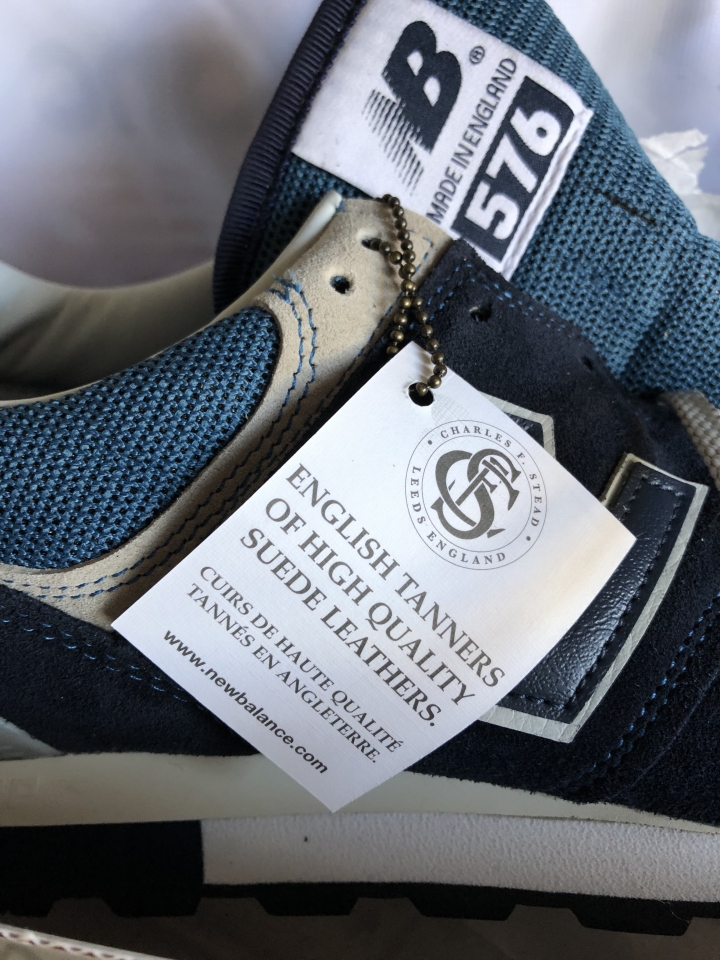 NB®
MADE IN ENGLAND
576
• CHARLES F. STEAD •
LEEDS ENGLAND
CFS
ENGLISH TANNERS
OF HIGH QUALITY
SUEDE LEATHERS.
CUIRS DE HAUTE QUALITÉ
TANNÉS EN ANGLETERRE.
www.newbalance.com